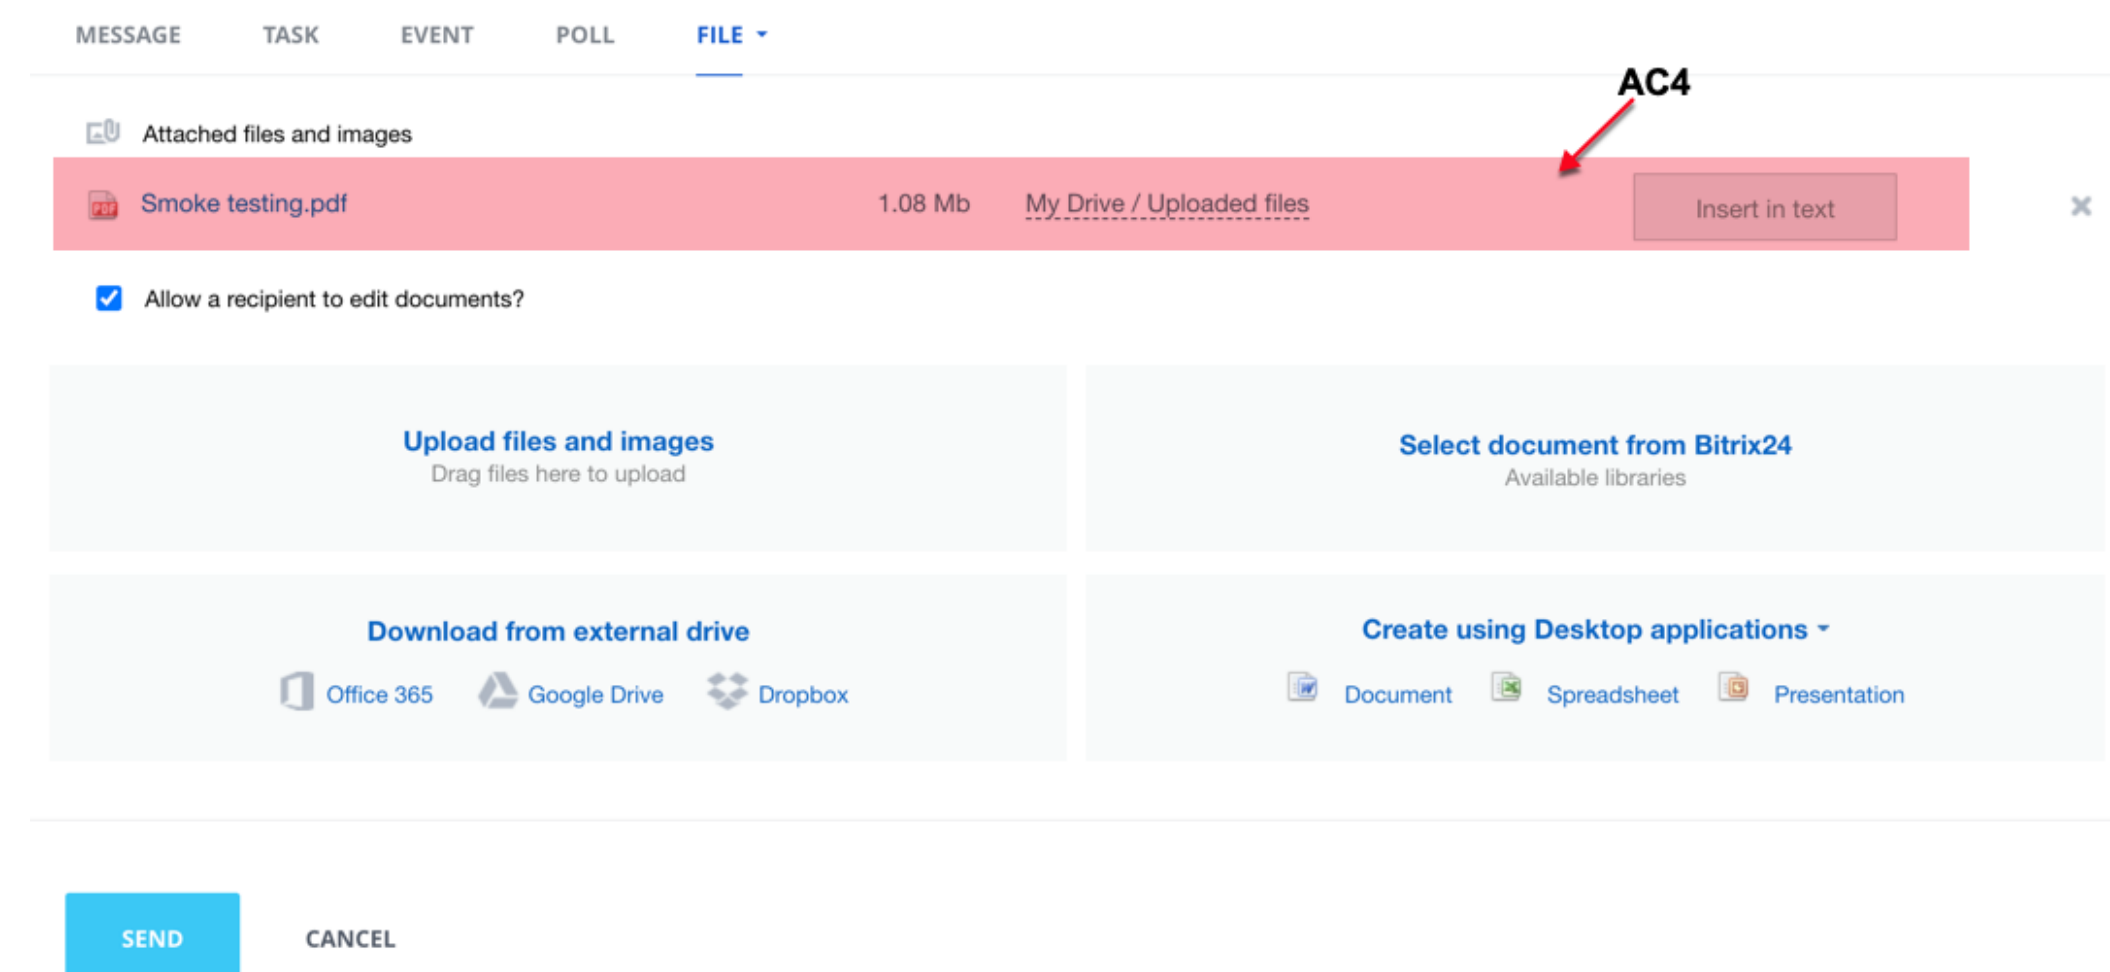 MESSAGE TASK EVENT POLL FILE
AC4
Attached files and images
PDF Smoke testing.pdf 1.08 Mb My Drive / Uploaded files Insert in text
Allow a recipient to edit documents?
Upload files and images
Drag files here to upload
Select document from Bitrix24
Available libraries
Download from external drive
Office 365 Google Drive Dropbox
Create using Desktop applications
Document Spreadsheet Presentation
SEND CANCEL